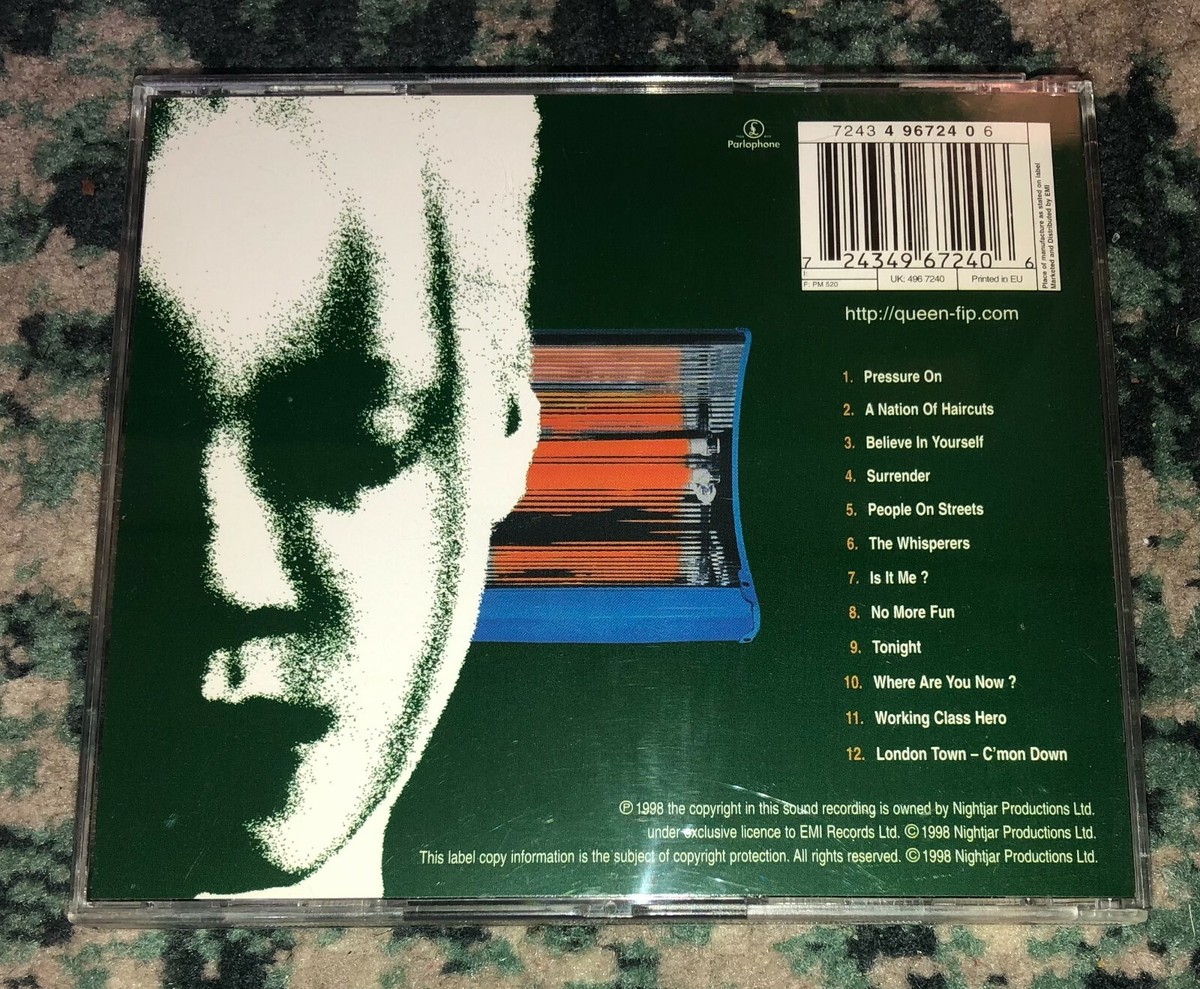 Parlophone
7243 4 96724 0 6
7 24349 67240 6
F: PM 520
UK: 496 7240
Printed in EU
Place of manufacture as stated on label
Marketed and Distributed by EMI
http://queen-fip.com
1. Pressure On
2. A Nation Of Haircuts
3. Believe In Yourself
4. Surrender
5. People On Streets
6. The Whisperers
7. Is It Me ?
8. No More Fun
9. Tonight
10. Where Are You Now ?
11. Working Class Hero
12. London Town – C'mon Down
℗ 1998 the copyright in this sound recording is owned by Nightjar Productions Ltd.
under exclusive licence to EMI Records Ltd. © 1998 Nightjar Productions Ltd.
This label copy information is the subject of copyright protection. All rights reserved. © 1998 Nightjar Productions Ltd.